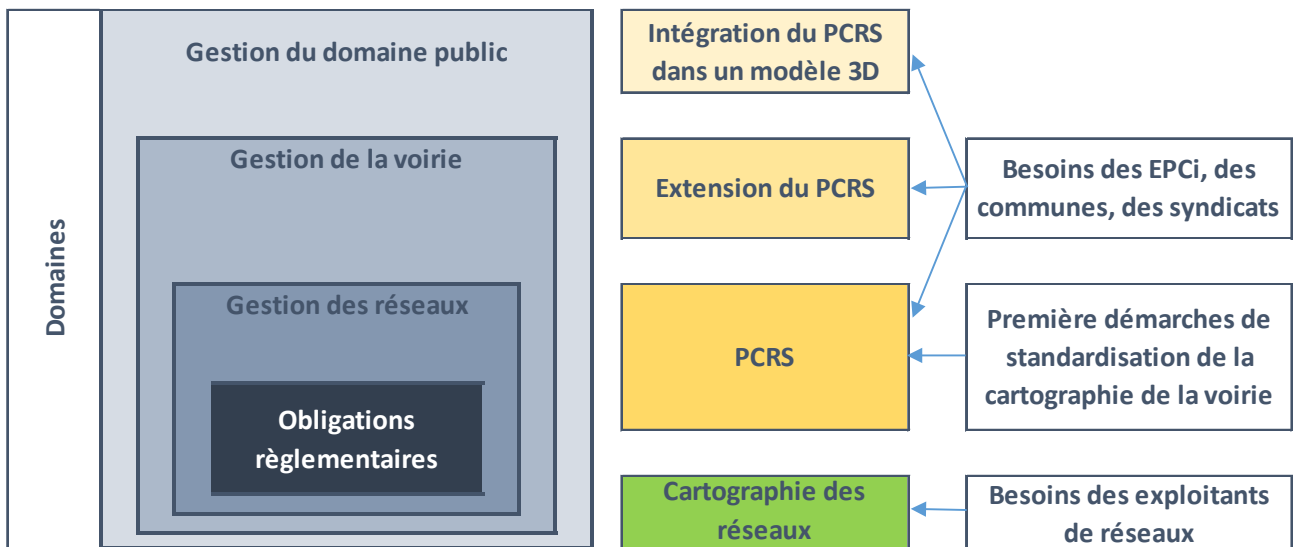 Domaines
Gestion du domaine public
Gestion de la voirie
Gestion des réseaux
Obligations
règlementaires
Intégration du PCRS
dans un modèle 3D
Extension du PCRS
PCRS
Cartographie des
réseaux
Besoins des EPCi, des
communes, des syndicats
Première démarches de
standardisation de la
cartographie de la voirie
Besoins des exploitants
de réseaux